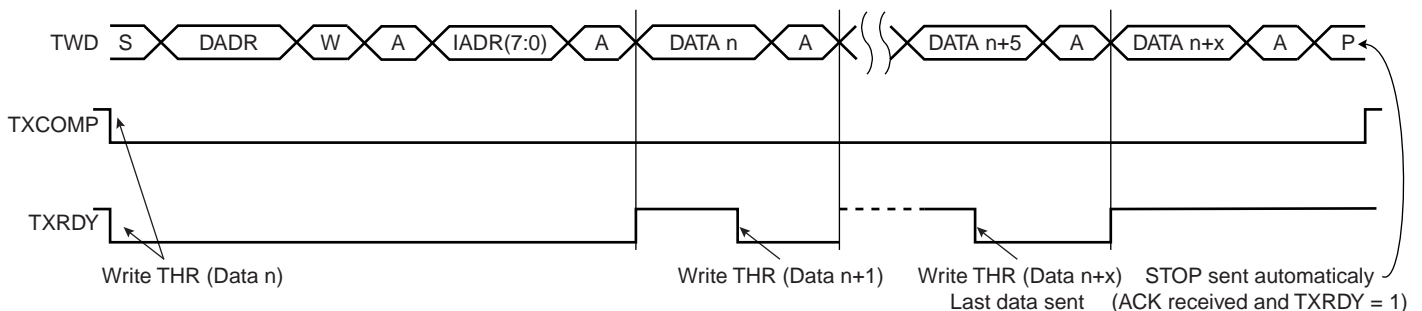 TWD S DADR W A IADR(7:0) A DATA n A DATA n+5 A DATA n+x A P
TXCOMP
TXRDY
Write THR (Data n) Write THR (Data n+1) Write THR (Data n+x) STOP sent automaticaly
Last data sent (ACK received and TXRDY = 1)